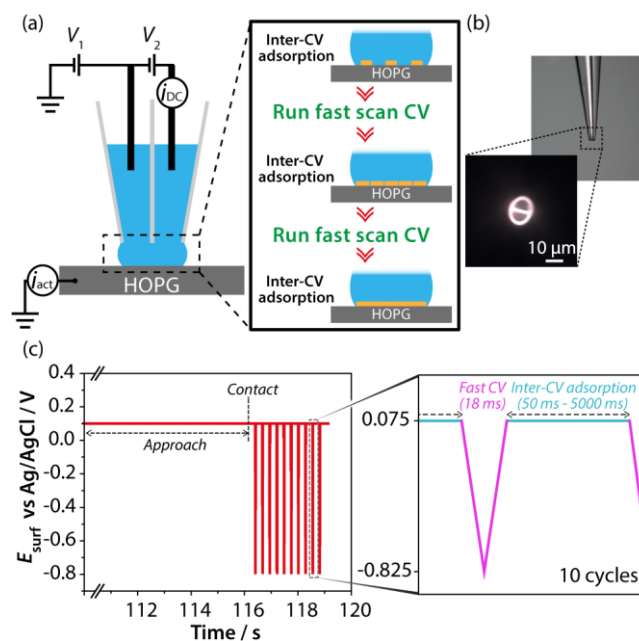 (a)
V1
V2
iDC
iact
HOPG
Inter-CV
adsorption
HOPG
Run fast scan CV
Inter-CV
adsorption
HOPG
Run fast scan CV
Inter-CV
adsorption
HOPG
(b)
10 µm
(c)
Esurf vs Ag/AgCl / V
0.4
0.2
0.0
-0.2
-0.4
-0.6
-0.8
Contact
Approach
112
114
116
118
120
Time / s
Fast CV
(18 ms)
Inter-CV adsorption
(50 ms - 5000 ms)
0.075
-0.825
10 cycles